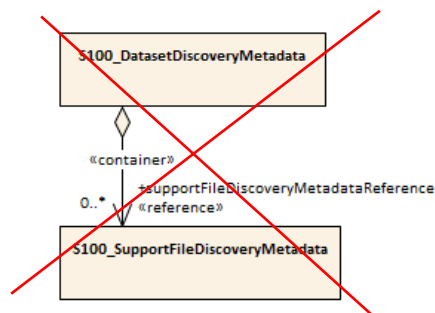 S100_DatasetDiscoveryMetadata
«container»
+supportFileDiscoveryMetadataReference
0..* «reference»
S100_SupportFileDiscoveryMetadata